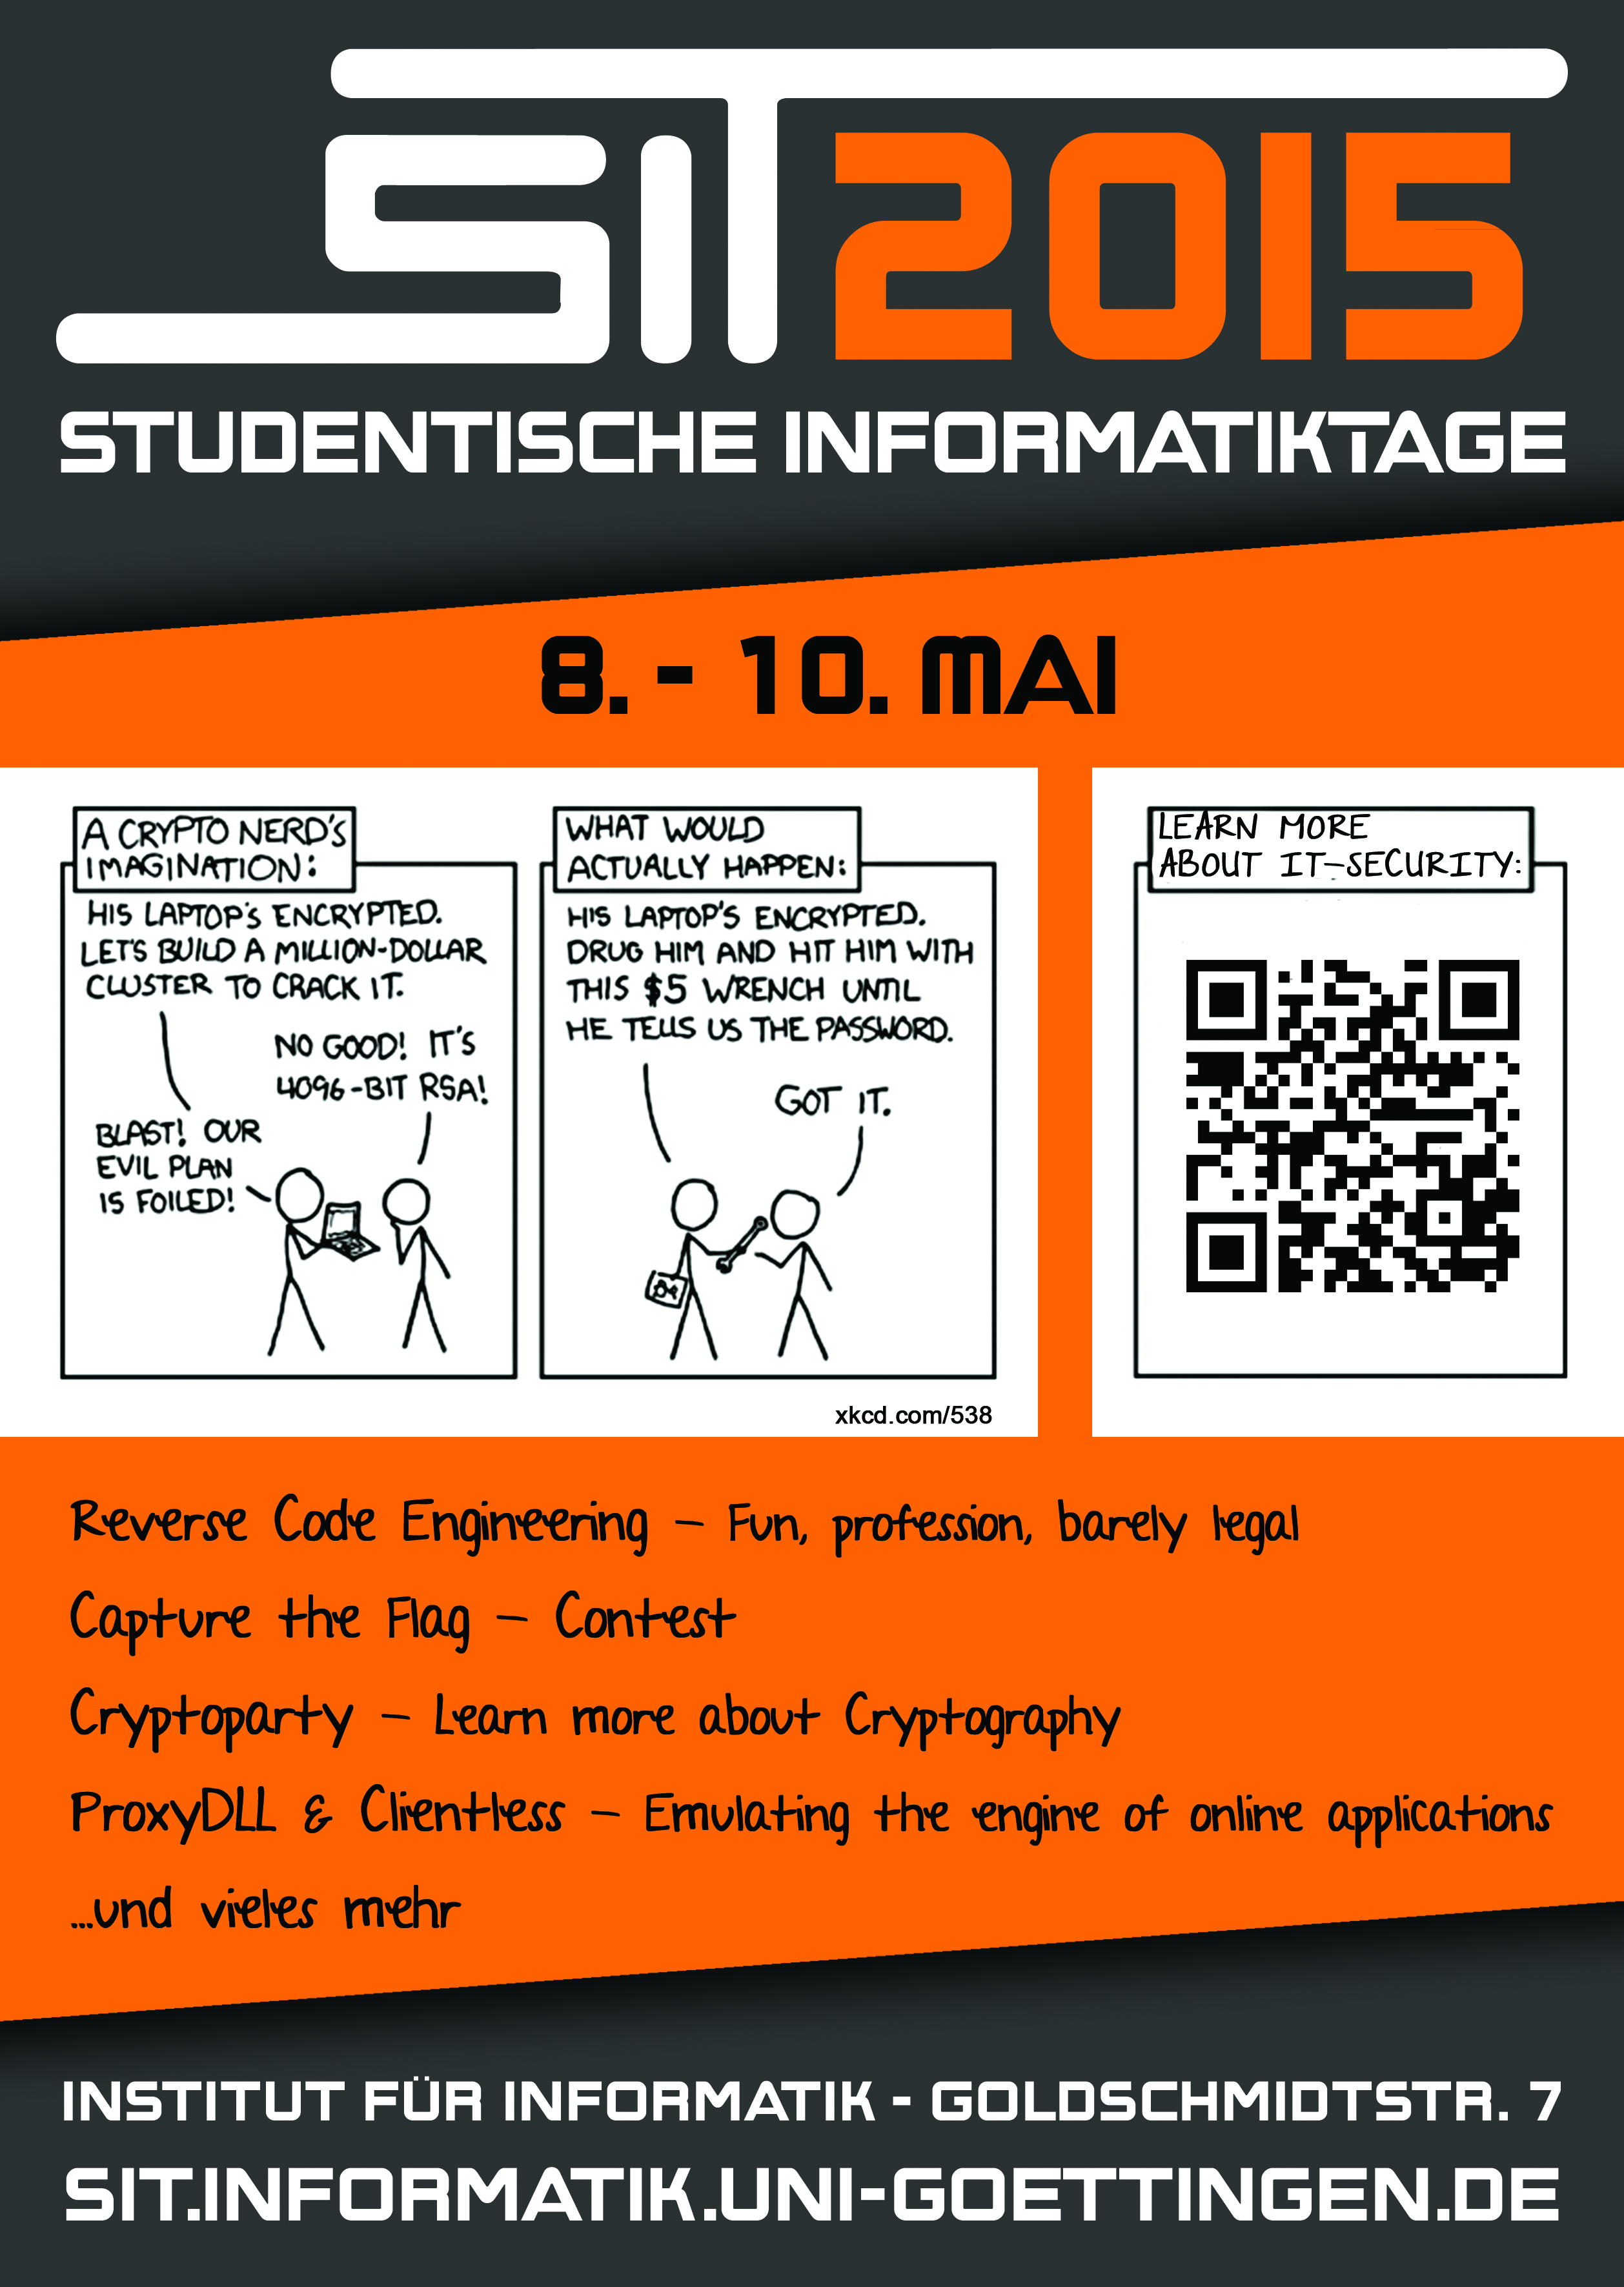 SIT 2015
STUDENTISCHE INFORMATIKTAGE
8. - 10. MAI
A CRYPTO NERD'S
IMAGINATION:
HIS LAPTOP'S ENCRYPTED.
LET'S BUILD A MILLION-DOLLAR
CLUSTER TO CRACK IT.
NO GOOD! IT'S
4096-BIT RSA!
BLAST! OUR
EVIL PLAN
IS FOILED!
WHAT WOULD
ACTUALLY HAPPEN:
HIS LAPTOP'S ENCRYPTED.
DRUG HIM AND HIT HIM WITH
THIS $5 WRENCH UNTIL
HE TELLS US THE PASSWORD.
GOT IT.
xkcd.com/538
LEARN MORE
ABOUT IT-SECURITY:
Reverse Code Engineering - Fun, profession, barely legal
Capture the Flag - Contest
Cryptoparty - Learn more about Cryptography
ProxyDLL & Clientless - Emulating the engine of online applications
...und vieles mehr
INSTITUT FÜR INFORMATIK - GOLDSCHMIDTSTR. 7
SIT.INFORMATIK.UNI-GOETTINGEN.DE